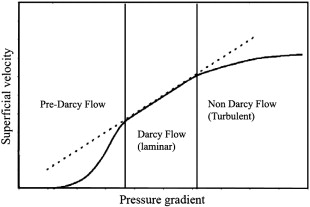 Superficial velocity
Pre-Darcy Flow
Darcy Flow
(laminar)
Non Darcy Flow
(Turbulent)
Pressure gradient